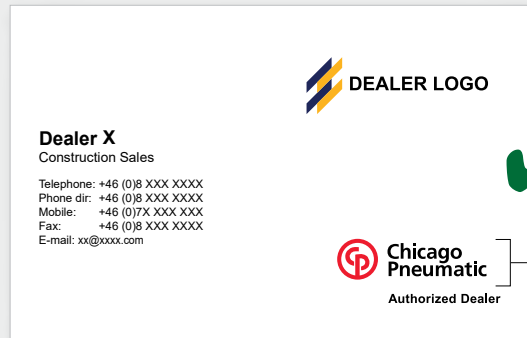 DEALER LOGO
Dealer X
Construction Sales
Telephone: +46 (0)8 XXX XXXX
Phone dir: +46 (0)8 XXX XXXX
Mobile: +46 (0)7X XXX XXX
Fax: +46 (0)8 XXX XXXX
E-mail: xx@xxxx.com
CP
Chicago
Pneumatic
Authorized Dealer